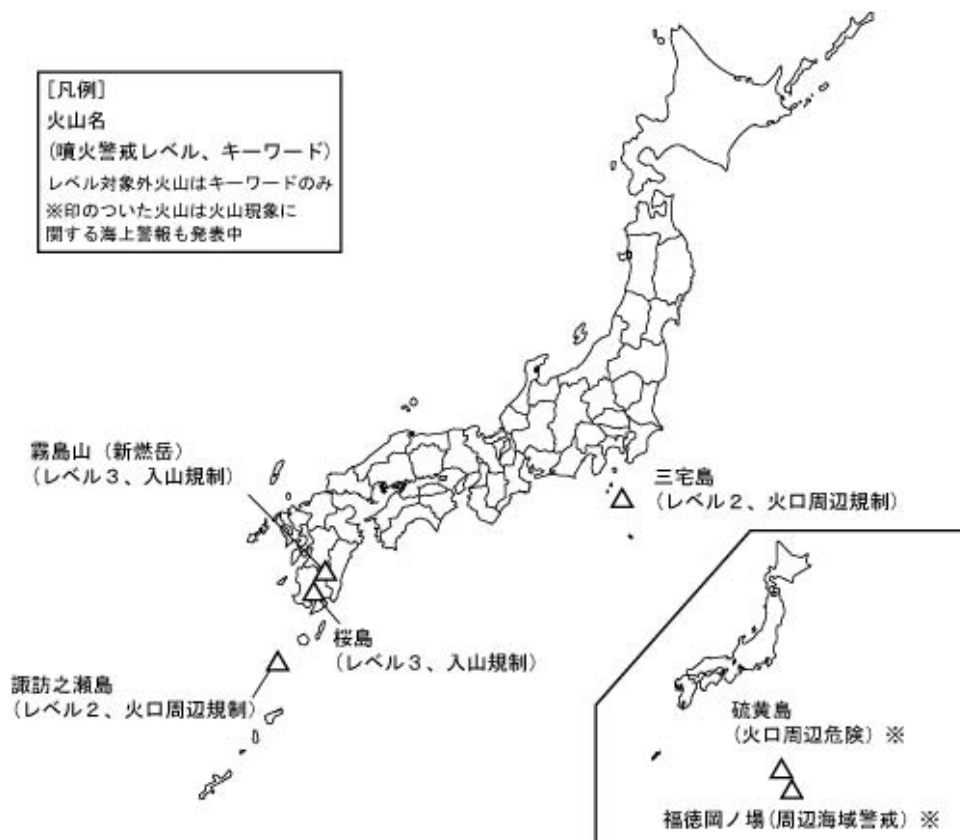 [凡例]
火山名
(噴火警戒レベル、キーワード)
レベル対象外火山はキーワードのみ
※印のついた火山は火山現象に
関する海上警報も発表中
霧島山（新燃岳）
（レベル３、入山規制）
三宅島
（レベル２、火口周辺規制）
桜島
（レベル３、入山規制）
諏訪之瀬島
（レベル２、火口周辺規制）
硫黄島
（火口周辺危険）※
福徳岡ノ場(周辺海域警戒) ※